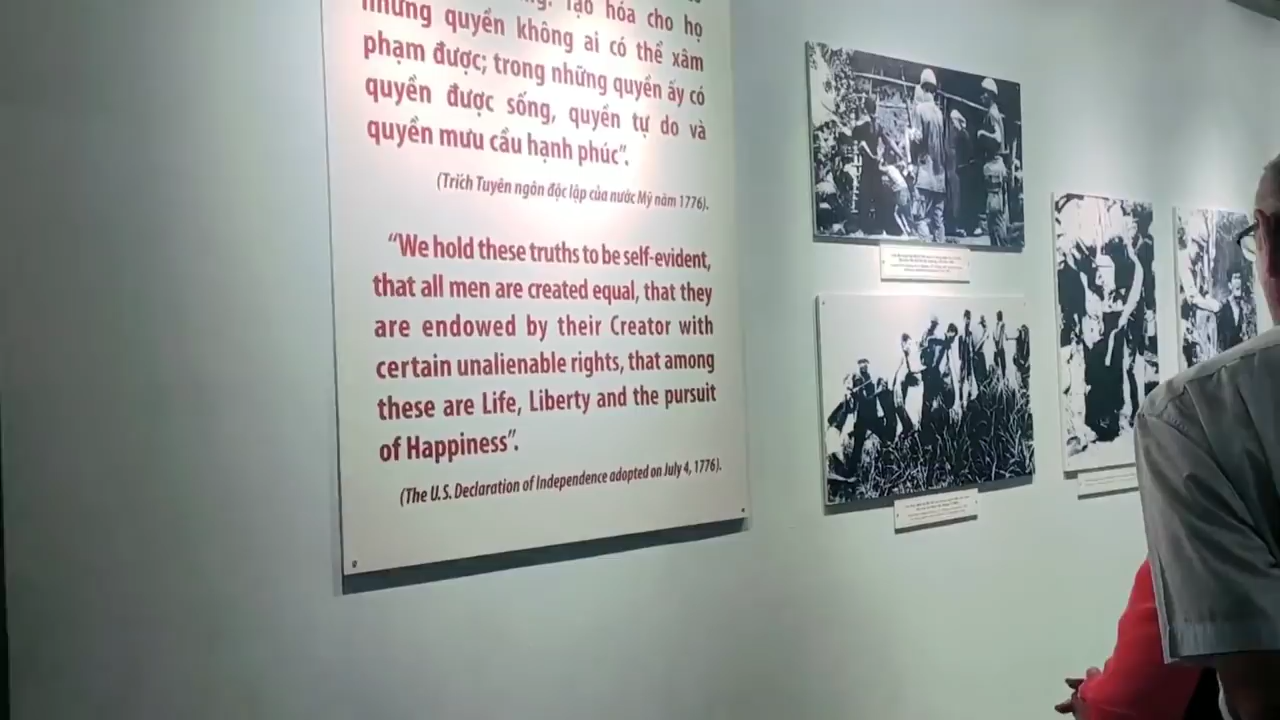 Tạo hóa cho họ
những quyền không ai có thể xâm
phạm được; trong những quyền ấy có
quyền được sống, quyền tự do và
quyền mưu cầu hạnh phúc”.
(Trích Tuyên ngôn độc lập của nước Mỹ năm 1776).
“We hold these truths to be self-evident,
that all men are created equal, that they
are endowed by their Creator with
certain unalienable rights, that among
these are Life, Liberty and the pursuit
of Happiness”.
(The U.S. Declaration of Independence adopted on July 4, 1776).